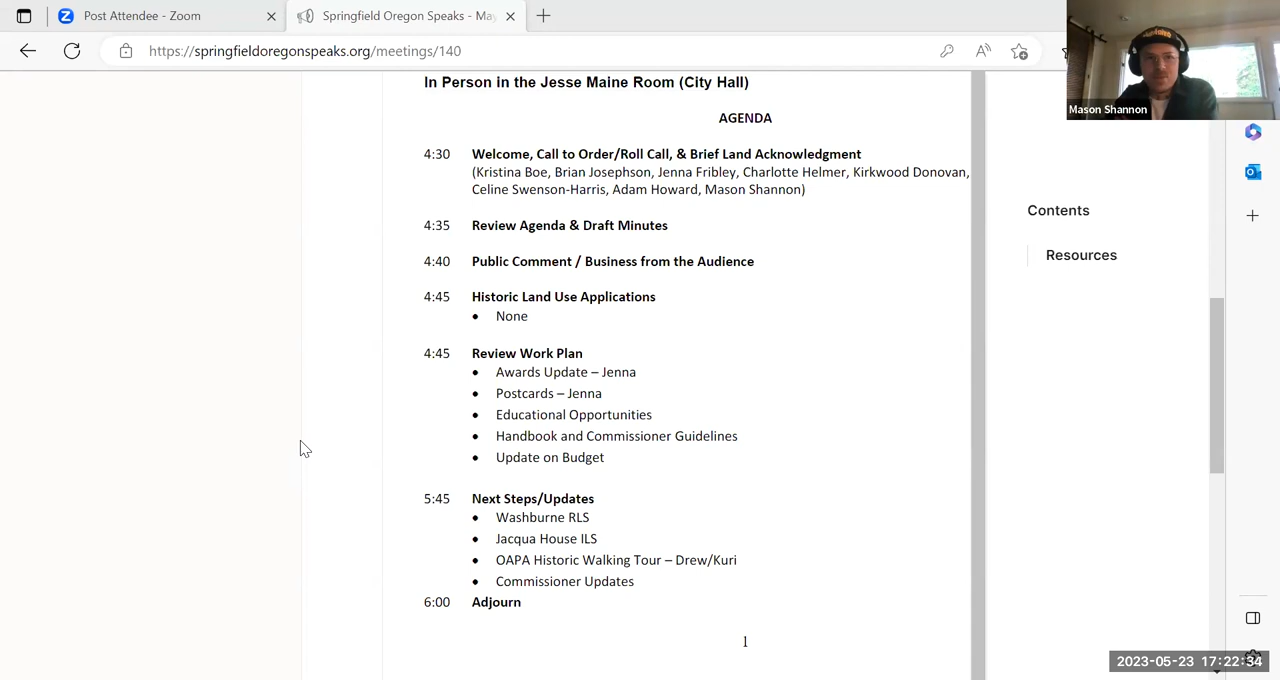 Post Attendee - Zoom
Springfield Oregon Speaks - May
https://springfieldoregonspeaks.org/meetings/140
Mason Shannon
In Person in the Jesse Maine Room (City Hall)
AGENDA
4:30 Welcome, Call to Order/Roll Call, & Brief Land Acknowledgment
(Kristina Boe, Brian Josephson, Jenna Fribley, Charlotte Helmer, Kirkwood Donovan,
Celine Swenson-Harris, Adam Howard, Mason Shannon)
4:35 Review Agenda & Draft Minutes
4:40 Public Comment / Business from the Audience
4:45 Historic Land Use Applications
• None
4:45 Review Work Plan
• Awards Update – Jenna
• Postcards – Jenna
• Educational Opportunities
• Handbook and Commissioner Guidelines
• Update on Budget
5:45 Next Steps/Updates
• Washburne RLS
• Jacqua House ILS
• OAPA Historic Walking Tour – Drew/Kuri
• Commissioner Updates
6:00 Adjourn
1
Contents
Resources
2023-05-23 17:22:34